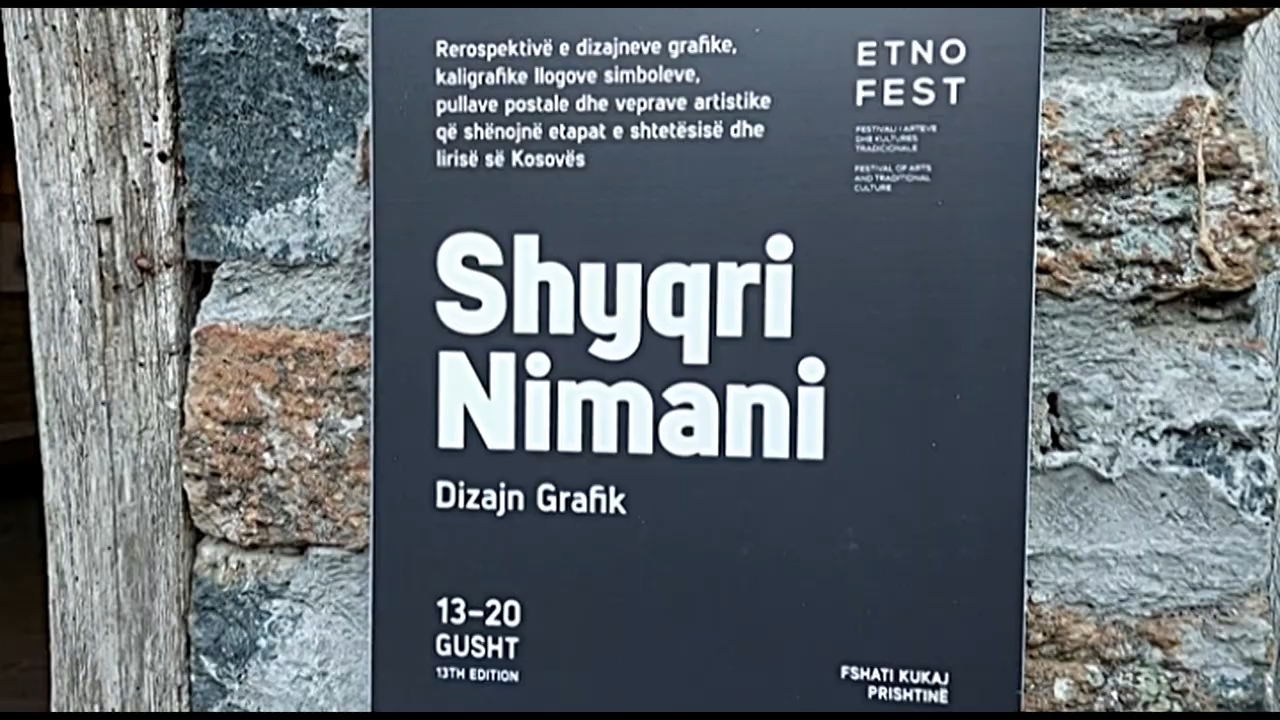 Rerospektivë e dizajneve grafike,
kaligrafike llogove simboleve,
pullave postale dhe veprave artistike
që shënojnë etapat e shtetësisë dhe
lirisë së Kosovës
ETNO
FEST
FESTIVALI I ARTEVE
DHE KULTURËS
TRADICIONALE
FESTIVAL OF ARTS
AND TRADITIONAL
CULTURE
Shyqri
Nimani
Dizajn Grafik
13-20
GUSHT
13TH EDITION
FSHATI KUKAJ
PRISHTINË